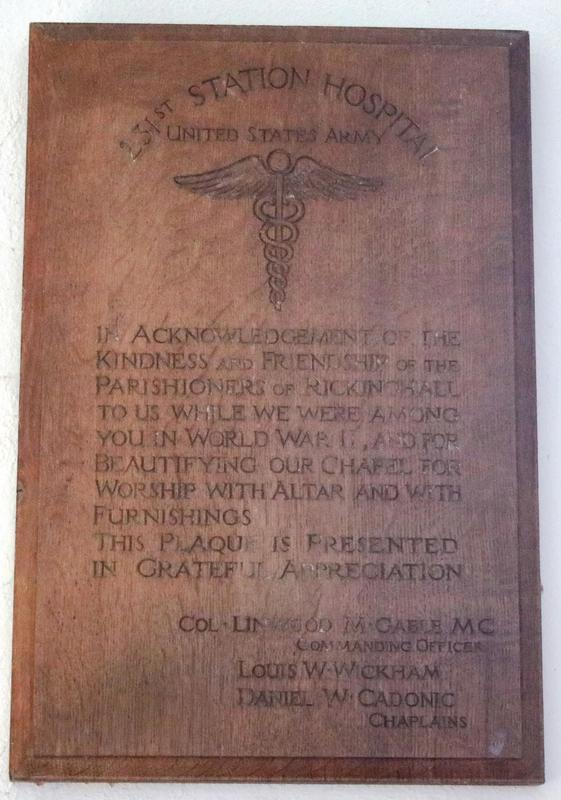 231ST STATION HOSPITAL
UNITED STATES ARMY
IN ACKNOWLEDGEMENT OF THE
KINDNESS AND FRIENDSHIP OF THE
PARISHIONERS OF RICKINGHALL
TO US WHILE WE WERE AMONG
YOU IN WORLD WAR II, AND FOR
BEAUTIFYING OUR CHAPEL FOR
WORSHIP WITH ALTAR AND WITH
FURNISHINGS
THIS PLAQUE IS PRESENTED
IN GRATEFUL APPRECIATION
COL · LINWOOD M · GABLE MC
COMMANDING OFFICER
LOUIS W · WICKHAM
DANIEL W · CADONIC
CHAPLAINS